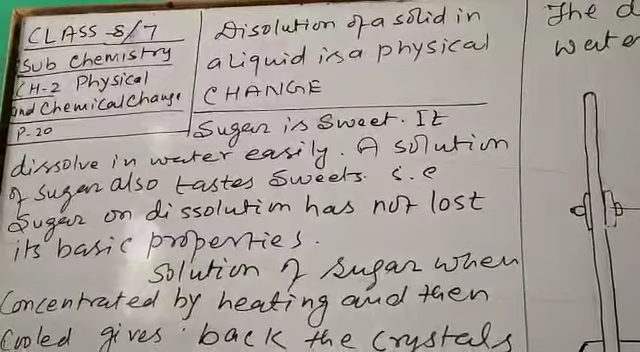 CLASS 8/7
Sub Chemistry
CH-2 Physical
and Chemical Change
P-20
Disolution of a solid in
a liquid is a physical
CHANGE
Sugar is sweet. It
dissolve in water easily. A solution
of sugar also tastes sweets. i.e
Sugar on dissolution has not lost
its basic properties.
Solution of sugar when
Concentrated by heating and then
Cooled gives back the crystals
The d
water